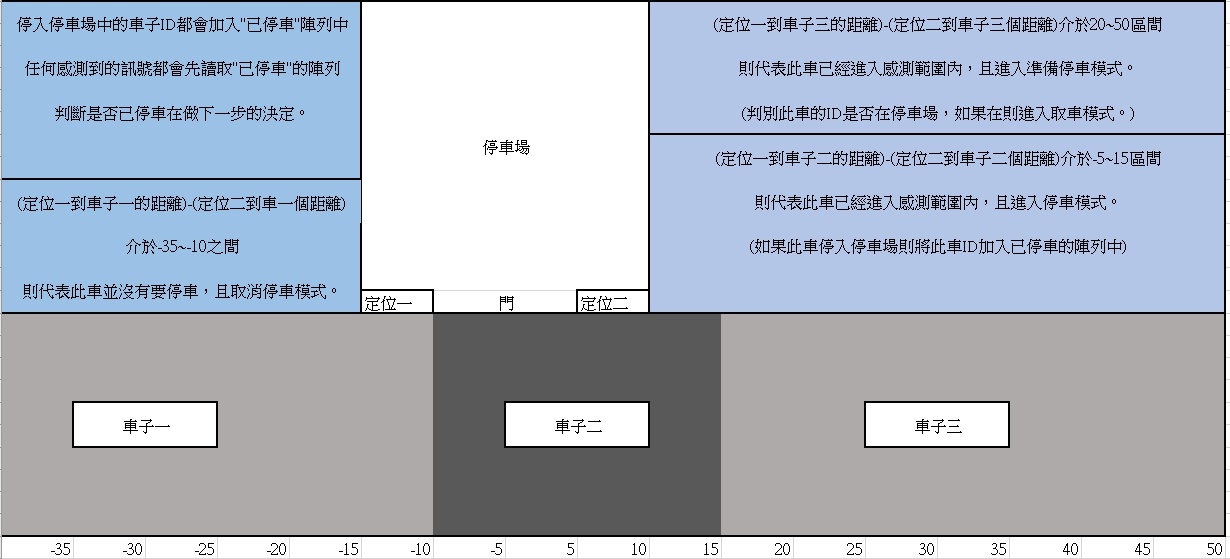 停入停車場中的車子ID都會加入"已停車"陣列中
任何感測到的訊號都會先讀取"已停車"的陣列
判斷是否已停車在做下一步的決定。
(定位一到車子一的距離)-(定位二到車一個距離)
介於-35~-10之間
則代表此車並沒有要停車，且取消停車模式。
停車場
定位一
門
定位二
(定位一到車子三的距離)-(定位二到車子三個距離)介於20~50區間
則代表此車已經進入感測範圍內，且進入準備停車模式。
(判別此車的ID是否在停車場，如果在則進入取車模式。)
(定位一到車子二的距離)-(定位二到車子二個距離)介於-5~15區間
則代表此車已經進入感測範圍內，且進入停車模式。
(如果此車停入停車場則將此車ID加入已停車的陣列中)
車子一
車子二
車子三
-35 -30 -25 -20 -15 -10 -5 5 10 15 20 25 30 35 40 45 50